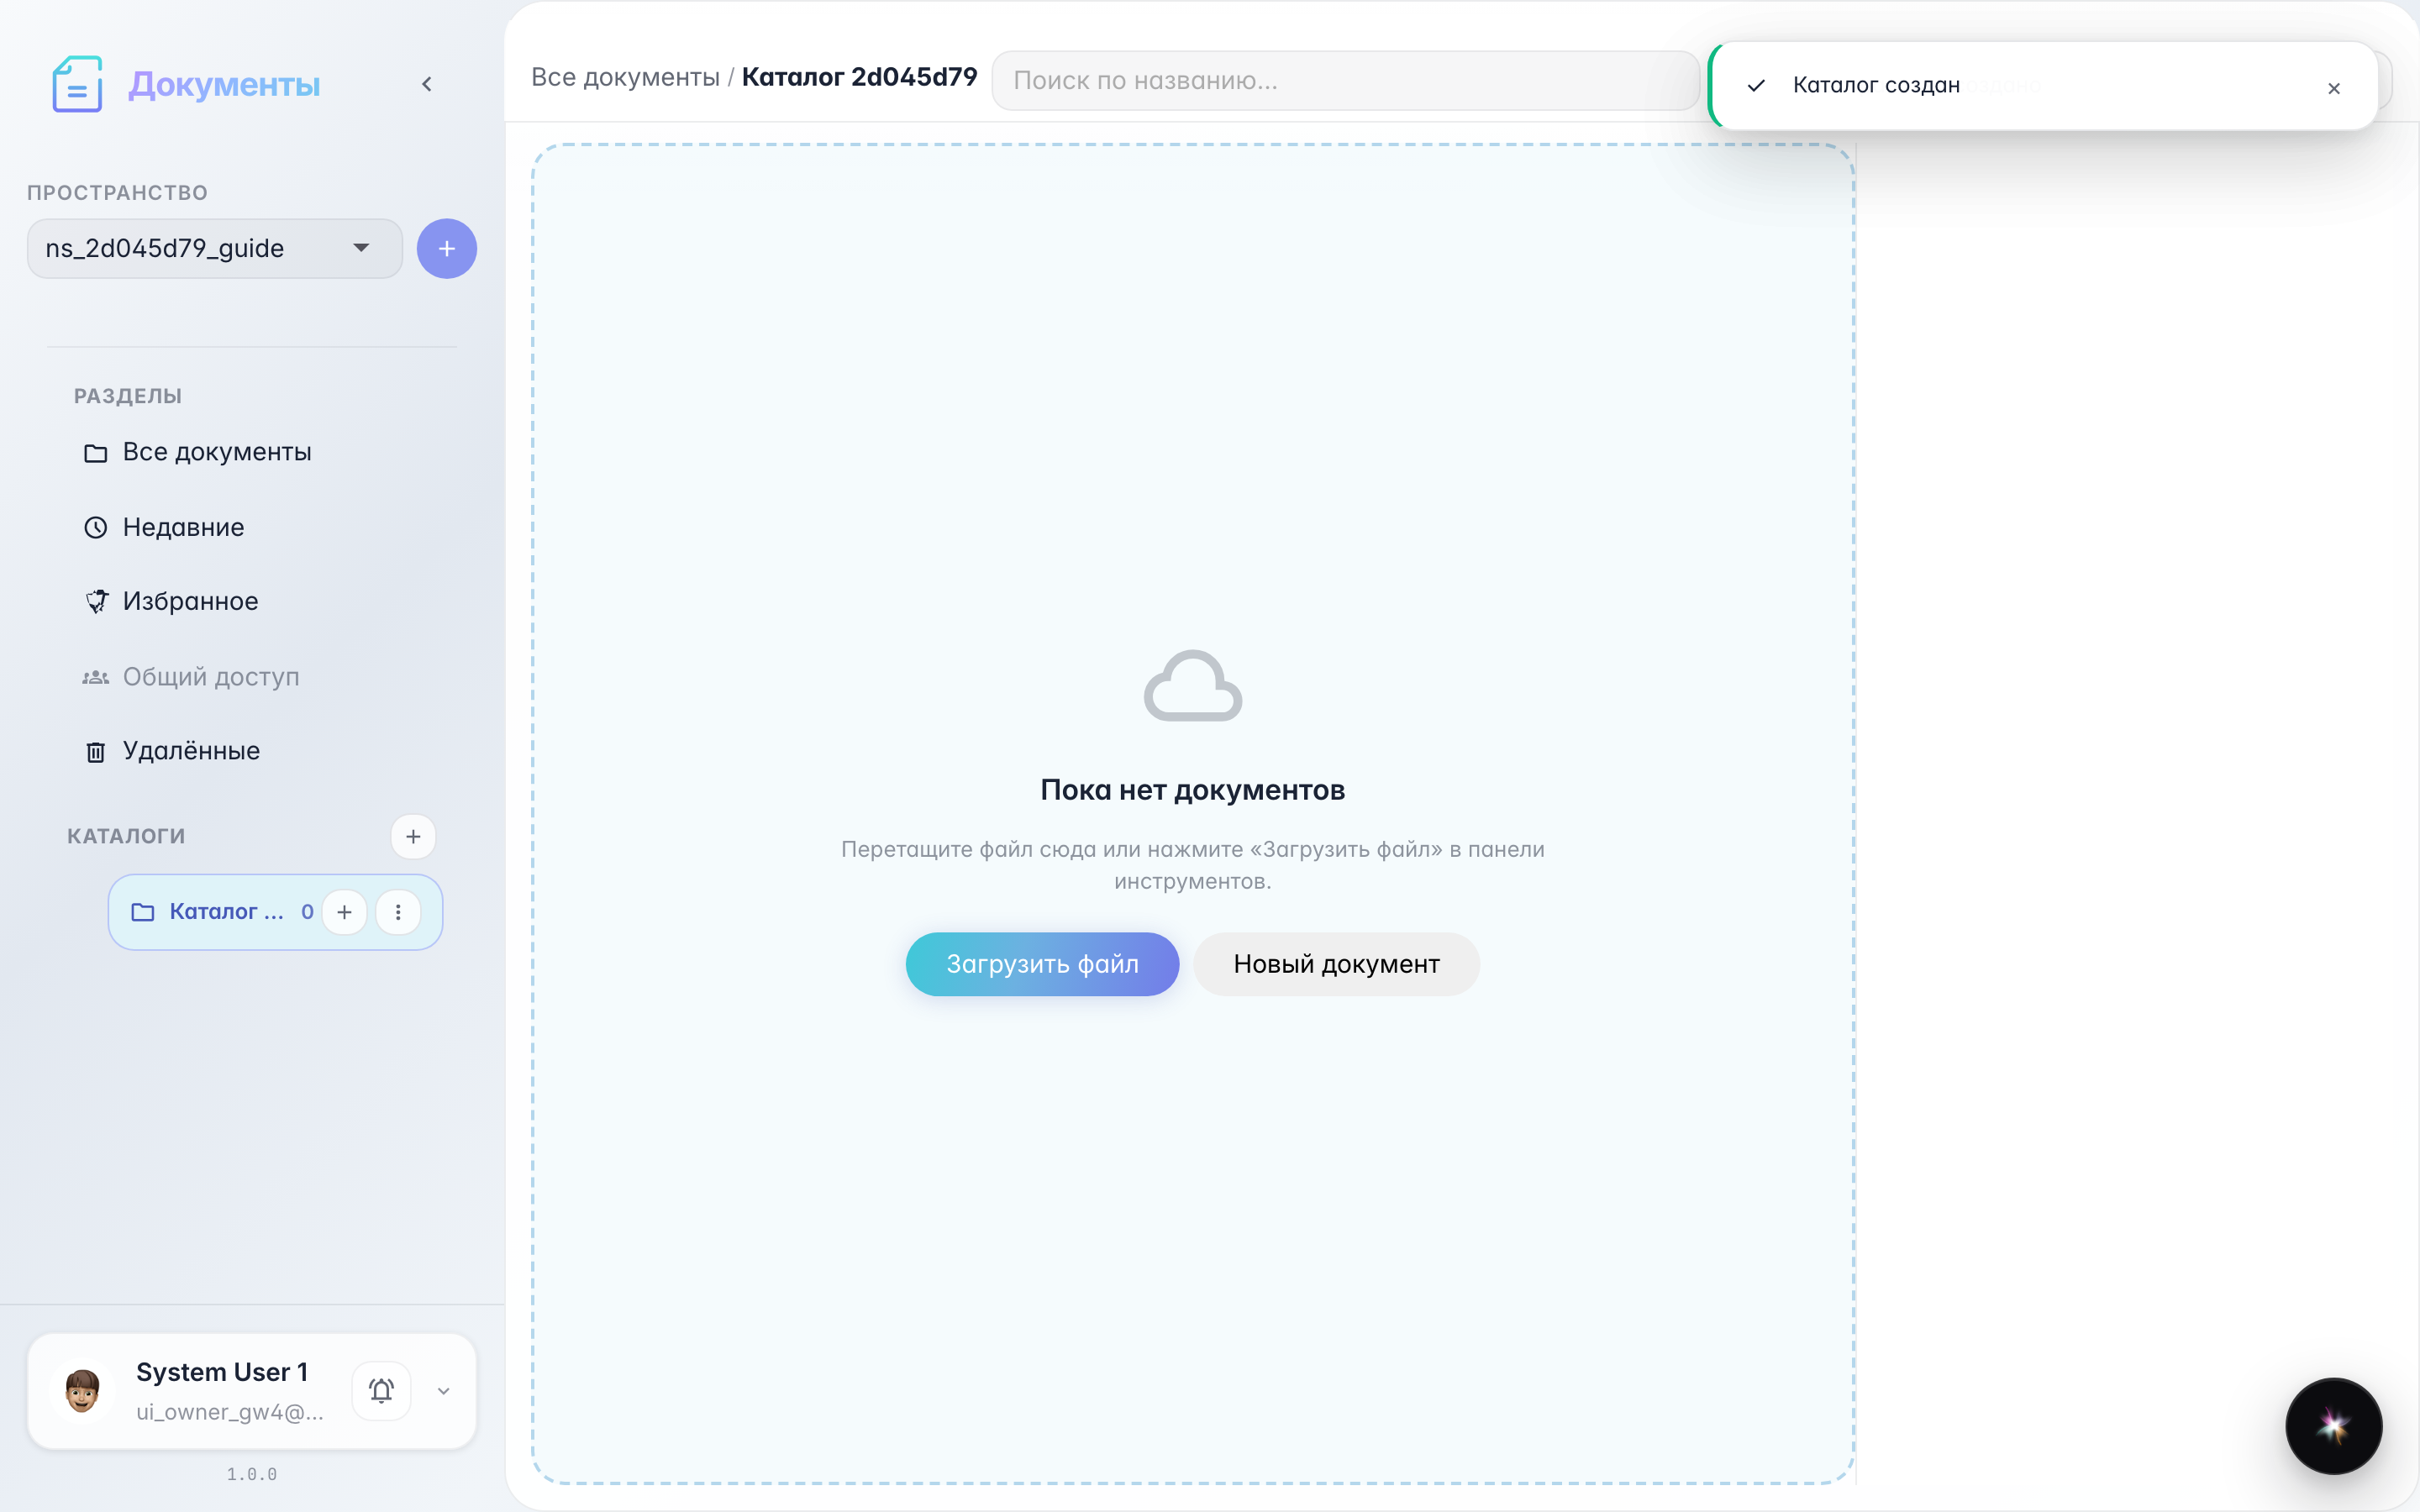 Документы
ПРОСТРАНСТВО
ns_2d045d79_guide
РАЗДЕЛЫ
Все документы
Недавние
Избранное
Общий доступ
Удалённые
КАТАЛОГИ
Каталог ... 0
System User 1
ui_owner_gw4@...
1.0.0
Все документы / Каталог 2d045d79
Поиск по названию...
Каталог создан
Пока нет документов
Перетащите файл сюда или нажмите «Загрузить файл» в панели
инструментов.
Загрузить файл
Новый документ